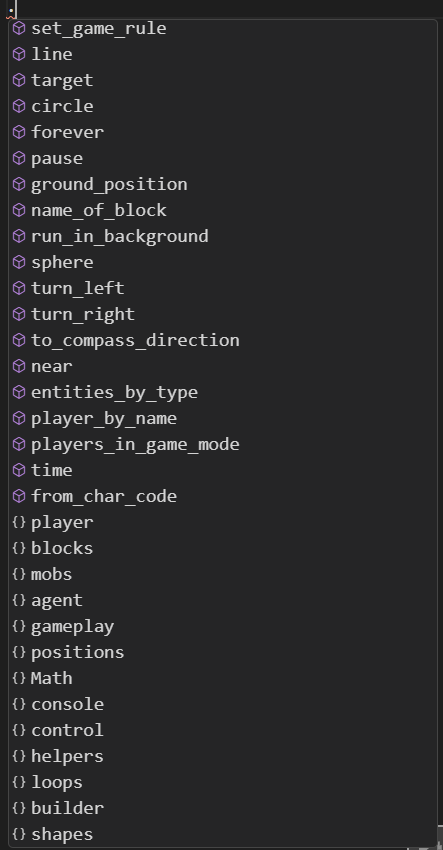 .
set_game_rule
line
target
circle
forever
pause
ground_position
name_of_block
run_in_background
sphere
turn_left
turn_right
to_compass_direction
near
entities_by_type
player_by_name
players_in_game_mode
time
from_char_code
{} player
{} blocks
{} mobs
{} agent
{} gameplay
{} positions
{} Math
{} console
{} control
{} helpers
{} loops
{} builder
{} shapes